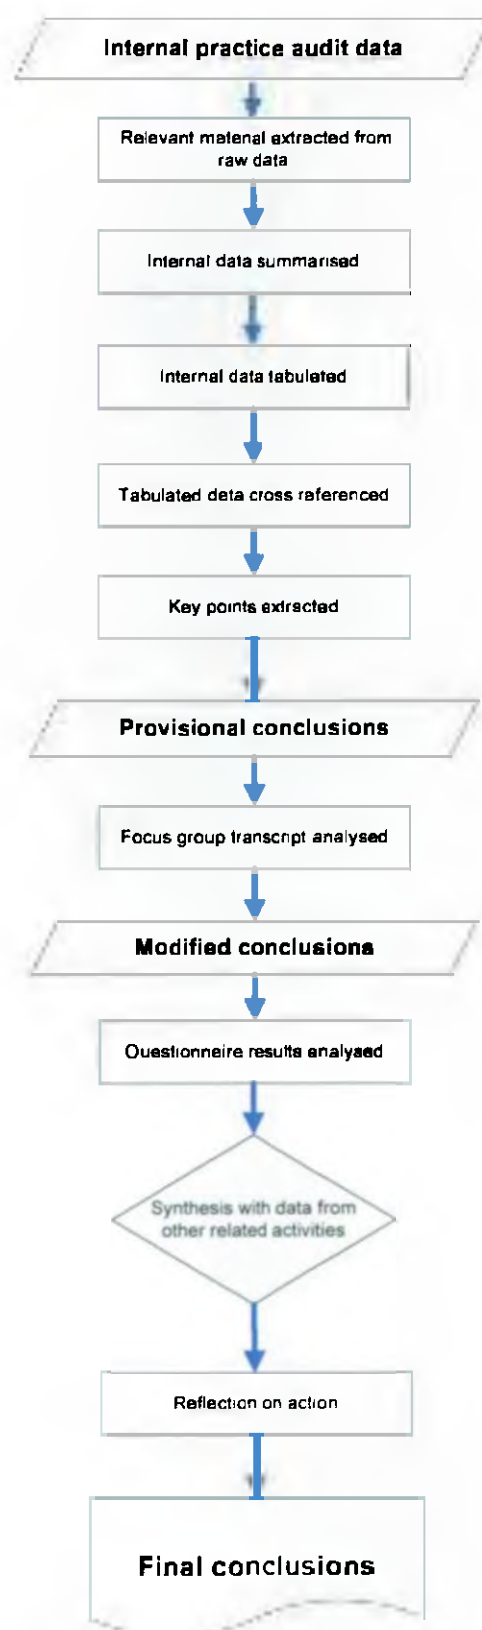 Internal practice audit data
Relevant material extracted from
raw data
Internal data summarised
Internal data tabulated
Tabulated data cross referenced
Key points extracted
Provisional conclusions
Focus group transcript analysed
Modified conclusions
Questionnaire results analysed
Synthesis with data from
other related activities
Reflection on action
Final conclusions